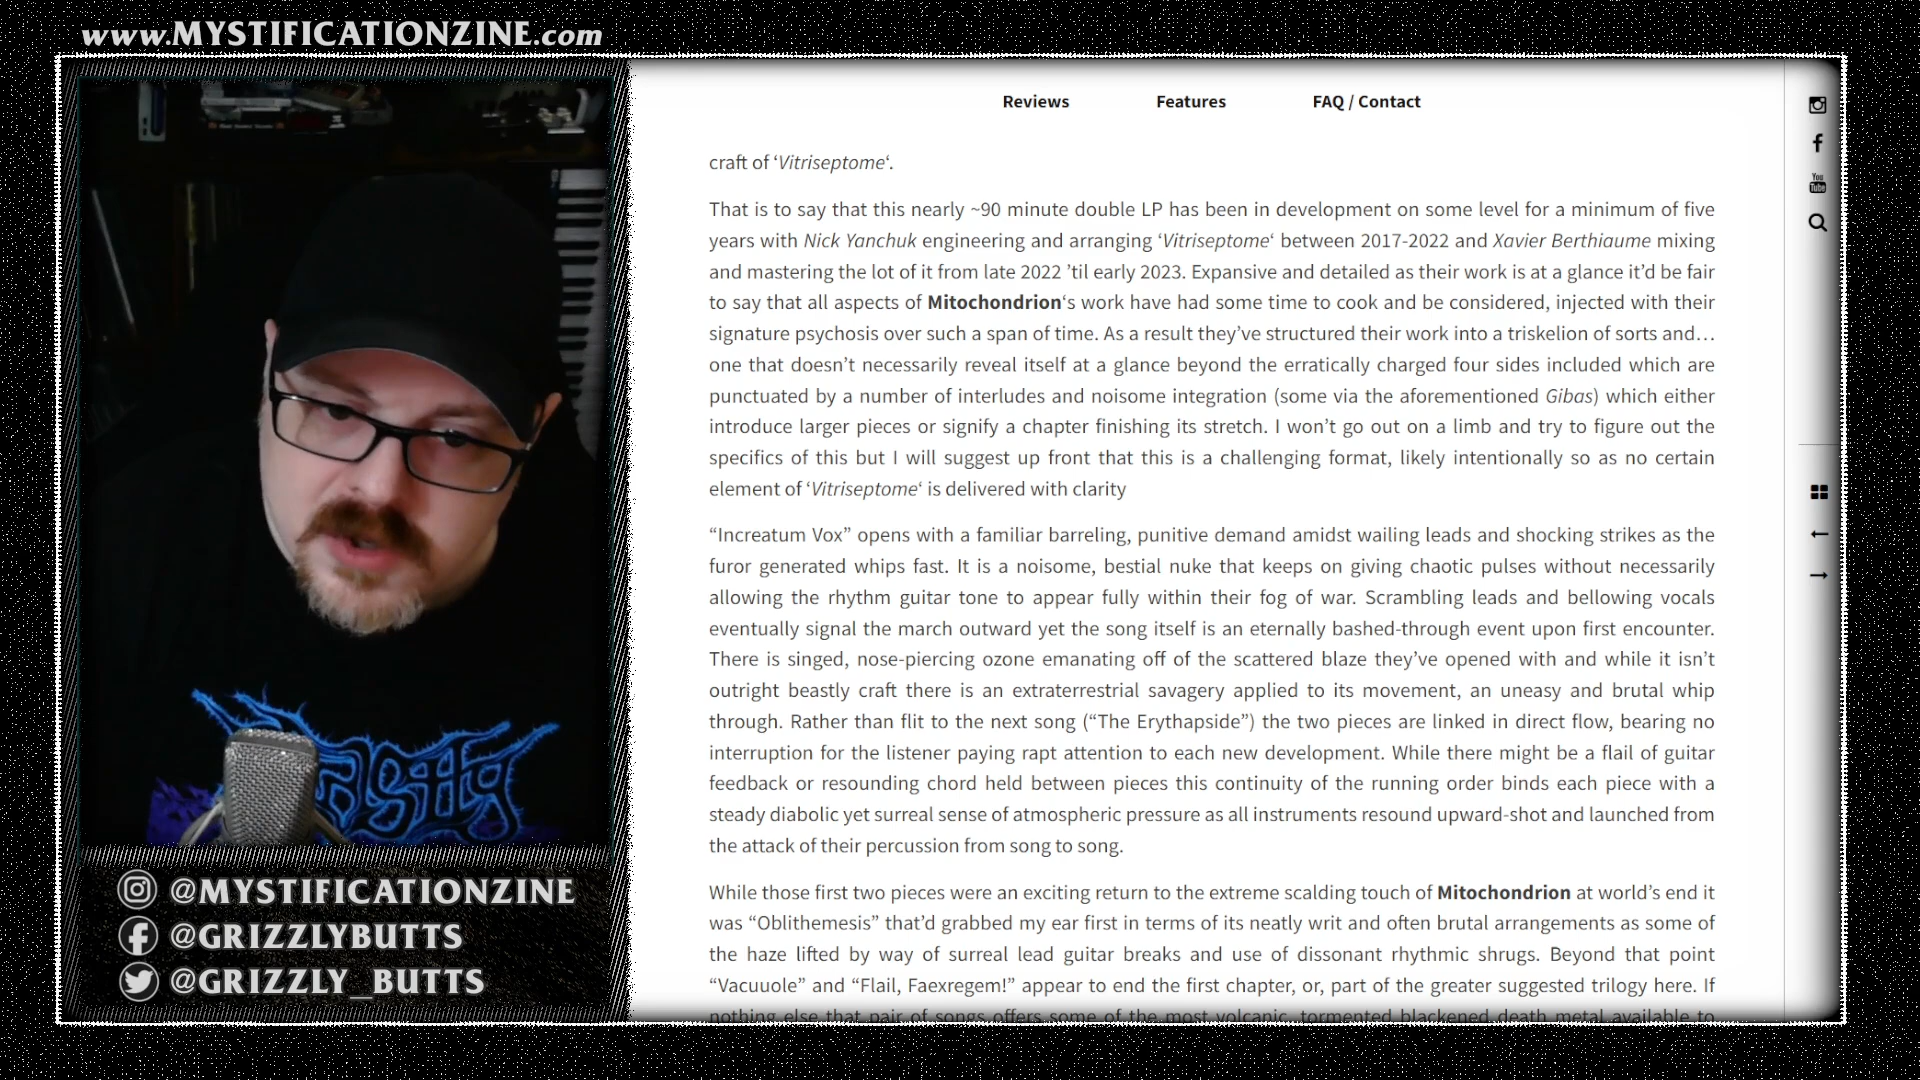 www.MYSTIFICATIONZINE.com
Reviews Features FAQ / Contact
craft of ‘Vitriseptome‘.
That is to say that this nearly ~90 minute double LP has been in development on some level for a minimum of five
years with Nick Yanchuk engineering and arranging ‘Vitriseptome‘ between 2017-2022 and Xavier Berthiaume mixing
and mastering the lot of it from late 2022 ’til early 2023. Expansive and detailed as their work is at a glance it’d be fair
to say that all aspects of Mitochondrion‘s work have had some time to cook and be considered, injected with their
signature psychosis over such a span of time. As a result they’ve structured their work into a triskelion of sorts and…
one that doesn’t necessarily reveal itself at a glance beyond the erratically charged four sides included which are
punctuated by a number of interludes and noisome integration (some via the aforementioned Gibas) which either
introduce larger pieces or signify a chapter finishing its stretch. I won’t go out on a limb and try to figure out the
specifics of this but I will suggest up front that this is a challenging format, likely intentionally so as no certain
element of ‘Vitriseptome‘ is delivered with clarity
“Increatum Vox” opens with a familiar barreling, punitive demand amidst wailing leads and shocking strikes as the
furor generated whips fast. It is a noisome, bestial nuke that keeps on giving chaotic pulses without necessarily
allowing the rhythm guitar tone to appear fully within their fog of war. Scrambling leads and bellowing vocals
eventually signal the march outward yet the song itself is an eternally bashed-through event upon first encounter.
There is singed, nose-piercing ozone emanating off of the scattered blaze they’ve opened with and while it isn’t
outright beastly craft there is an extraterrestrial savagery applied to its movement, an uneasy and brutal whip
through. Rather than flit to the next song (“The Erythapside”) the two pieces are linked in direct flow, bearing no
interruption for the listener paying rapt attention to each new development. While there might be a flail of guitar
feedback or resounding chord held between pieces this continuity of the running order binds each piece with a
steady diabolic yet surreal sense of atmospheric pressure as all instruments resound upward-shot and launched from
the attack of their percussion from song to song.
While those first two pieces were an exciting return to the extreme scalding touch of Mitochondrion at world’s end it
was “Oblithemesis” that’d grabbed my ear first in terms of its neatly writ and often brutal arrangements as some of
the haze lifted by way of surreal lead guitar breaks and use of dissonant rhythmic shrugs. Beyond that point
“Vacuuole” and “Flail, Faexregem!” appear to end the first chapter, or, part of the greater suggested trilogy here. If
nothing else that pair of songs offers some of the most volcanic, tormented blackened death metal available to
You
Tube
@MYSTIFICATIONZINE
@GRIZZLYBUTTS
@GRIZZLY_BUTTS